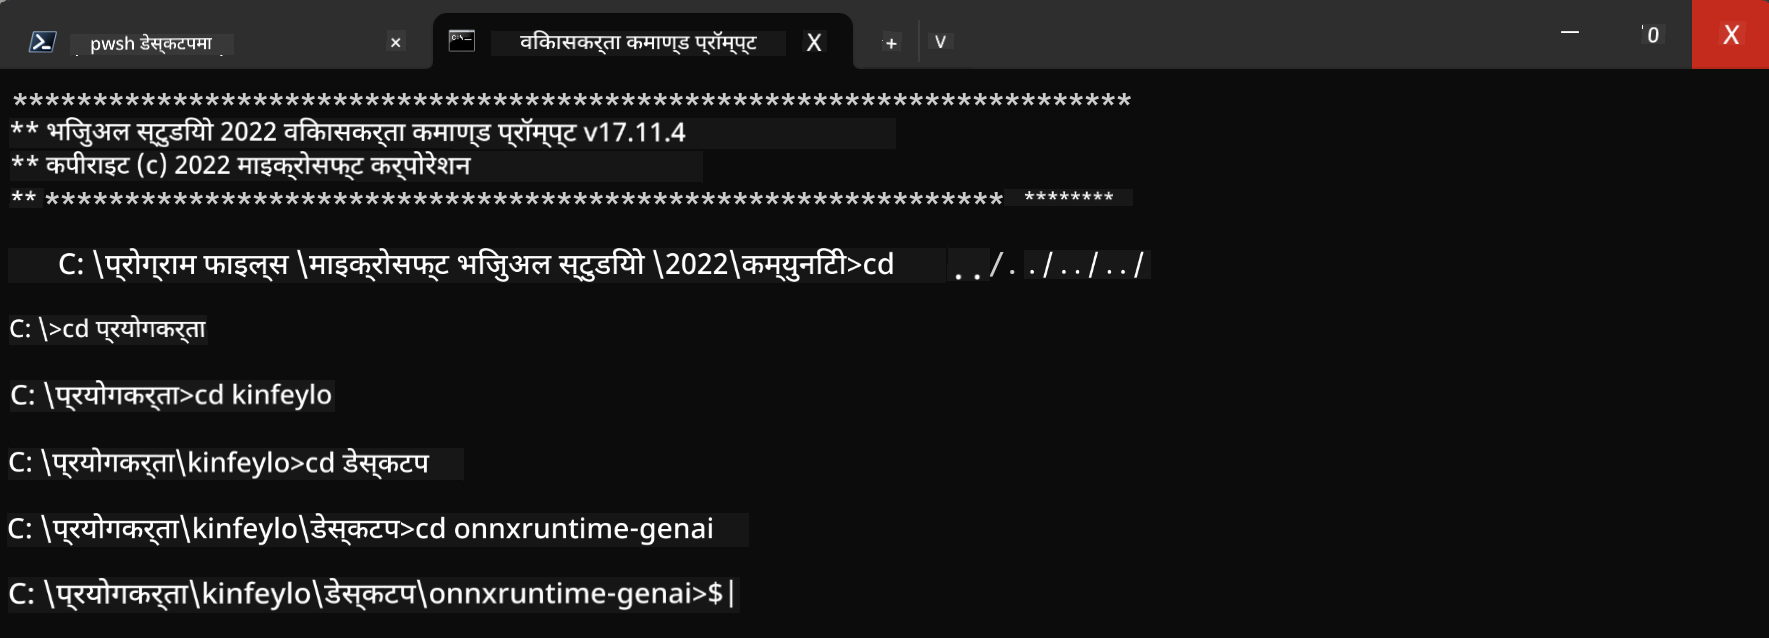 pwsh डेस्कटपमा × विकासकर्ता कमाण्ड प्रॉम्प्ट X + V — 0 X
**********************************************************************
** भिजुअल स्टुडियो 2022 विकासकर्ता कमाण्ड प्रॉम्प्ट v17.11.4
** कपीराइट (c) 2022 माइक्रोसफ्ट कर्पोरेशन
** ************************************************************ ********
C: \प्रोग्राम फाइल्स \माइक्रोसफ्ट भिजुअल स्टुडियो \2022\कम्युनिटी>cd ../../../../
C: \>cd प्रयोगकर्ता
C: \प्रयोगकर्ता>cd kinfeylo
C: \प्रयोगकर्ता\kinfeylo>cd डेस्कटप
C: \प्रयोगकर्ता\kinfeylo\डेस्कटप>cd onnxruntime-genai
C: \प्रयोगकर्ता\kinfeylo\डेस्कटप\onnxruntime-genai>$|